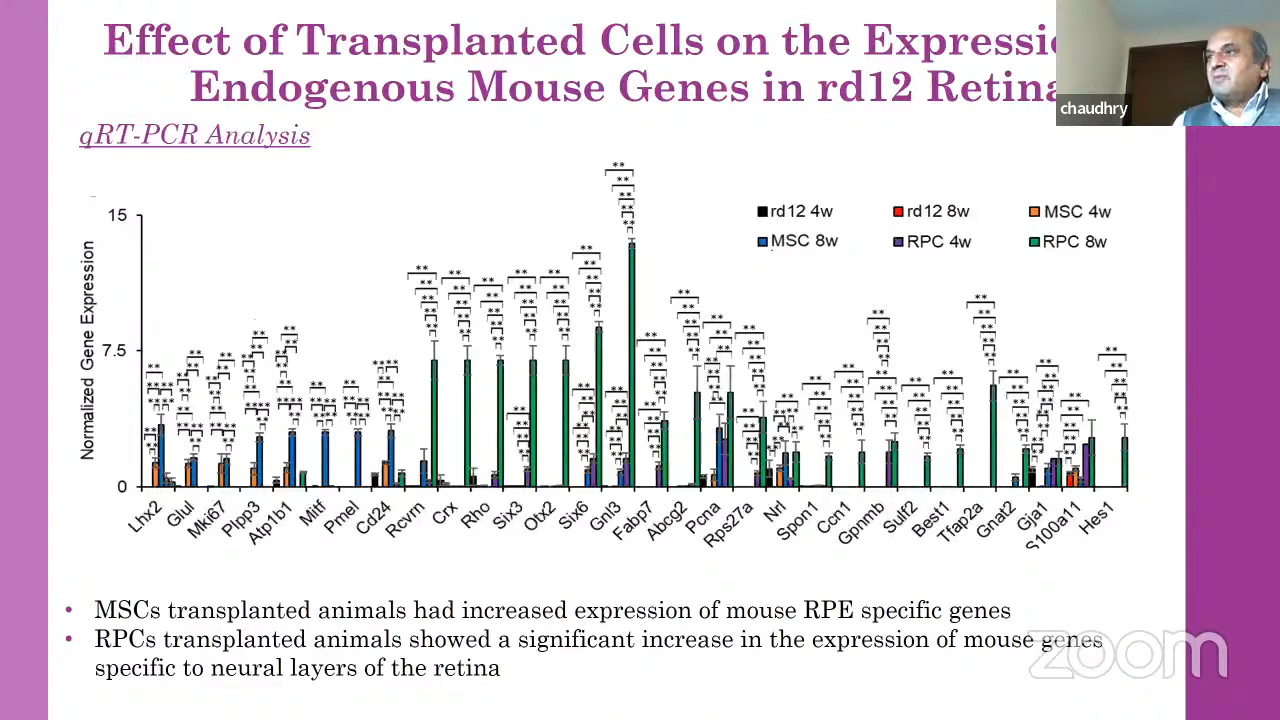 Effect of Transplanted Cells on the Expressio
Endogenous Mouse Genes in rd12 Retina
chaudhry
qRT-PCR Analysis
rd12 4w
rd12 8w
MSC 4w
MSC 8w
RPC 4w
RPC 8w
Normalized Gene Expression
15
7.5
0
Lhx2
Glul
Mki67
Plpp3
Atp1b1
Mitf
Pmel
Cd24
Rcvrn
Crx
Rho
Six3
Otx2
Six6
Gnl3
Fabp7
Abcg2
Pcna
Rps27a
Nrl
Spon1
Ccn1
Gpnmb
Sulf2
Best1
Tfap2a
Gnat2
Gja1
S100a11
Hes1
• MSCs transplanted animals had increased expression of mouse RPE specific genes
• RPCs transplanted animals showed a significant increase in the expression of mouse genes
specific to neural layers of the retina
zoom